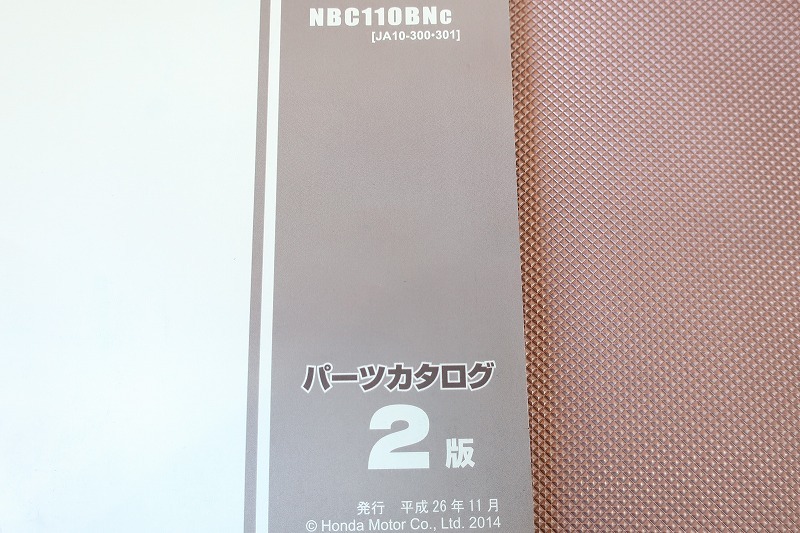 NBC110BNC
[JA10-300・301]
パーツカタログ
2版
発行 平成26年11月
© Honda Motor Co., Ltd. 2014